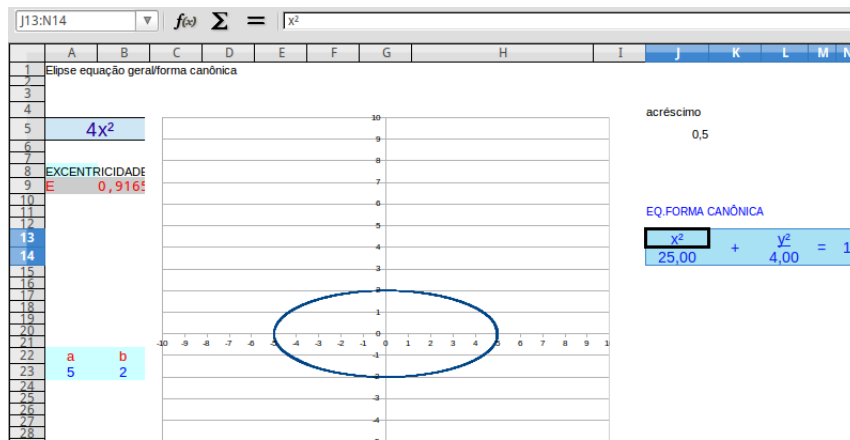 J13:N14 f(x) Σ = x²
A B C D E F G H I J K L M N
1 Elipse equação geral/forma canônica
2
3
4 10 acréscimo
5 4x² 9 0,5
6
7
8 EXCENTRICIDADE 8
9 E 0,9165 7
10 6
11 EQ.FORMA CANÔNICA
12 5
13 x² + y² = 1
14 4 25,00 4,00
15 3
16
17 2
18
19 1
20 0
21 -10 -9 -8 -7 -6 -5 -4 -3 -2 -1 0 1 2 3 4 5 6 7 8 9 1
22 a b -1
23 5 2 -2
24
25 -3
26
27 -4
28